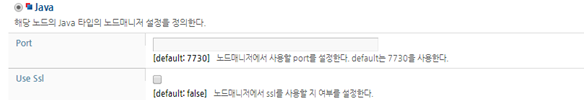 Java
해당 노드의 Java 타입의 노드매니저 설정을 정의한다.
Port
[default: 7730] 노드매니저에서 사용할 port를 설정한다. default는 7730을 사용한다.
Use Ssl
[default: false] 노드매니저에서 ssl를 사용할 지 여부를 설정한다.